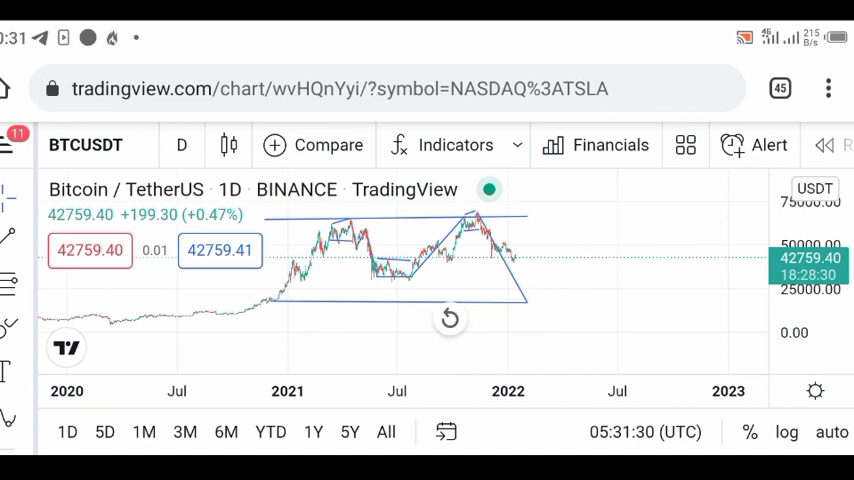 0:31
4G 215 B/s
tradingview.com/chart/wvHQnYyi/?symbol=NASDAQ%3ATSLA 45
11 BTCUSDT D Compare Indicators Financials Alert
Bitcoin / TetherUS · 1D · BINANCE · TradingView USDT
42759.40 +199.30 (+0.47%)
42759.40 0.01 42759.41
75000.00
50000.00
42759.40
18:28:30
25000.00
0.00
2020 Jul 2021 Jul 2022 Jul 2023
1D 5D 1M 3M 6M YTD 1Y 5Y All 05:31:30 (UTC) % log auto